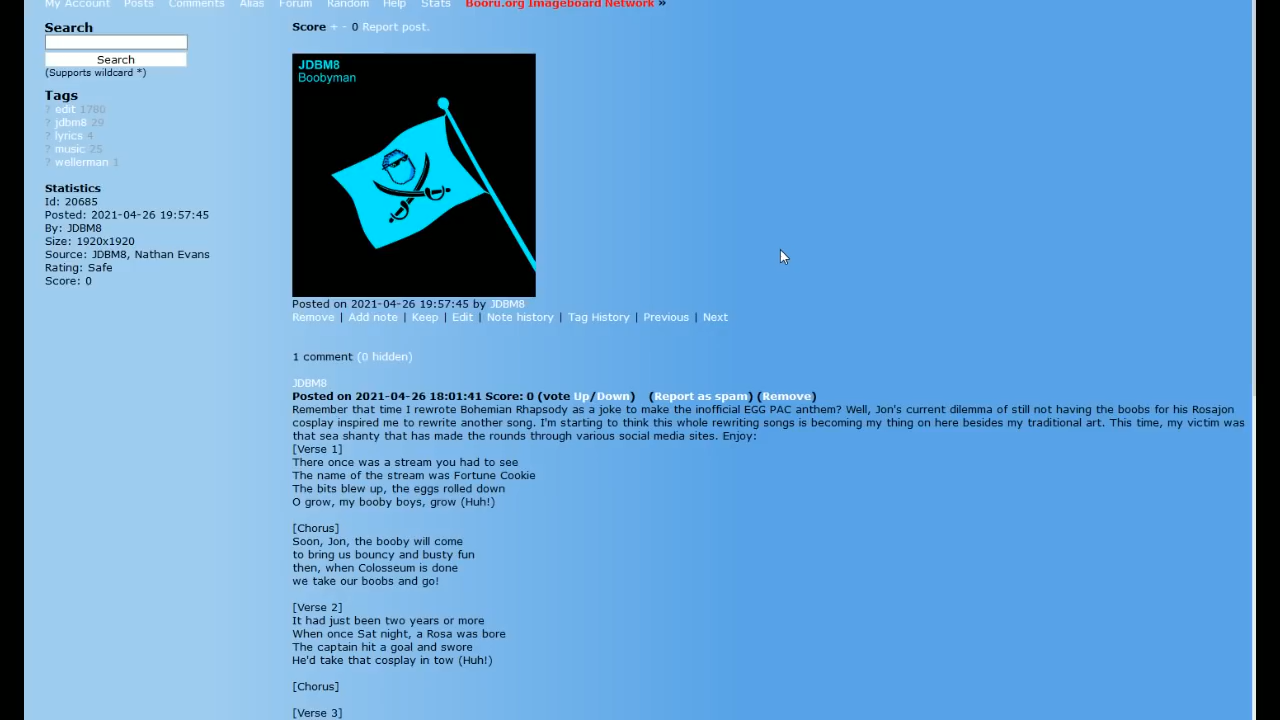 My Account Posts Comments Alias Forum Random Help Stats Booru.org Imageboard Network »
Search
Search
(Supports wildcard *)
Tags
? edit 1780
? jdbm8 29
? lyrics 4
? music 25
? wellerman 1
Statistics
Id: 20685
Posted: 2021-04-26 19:57:45
By: JDBM8
Size: 1920x1920
Source: JDBM8, Nathan Evans
Rating: Safe
Score: 0
Score + - 0 Report post.
JDBM8
Boobyman
Posted on 2021-04-26 19:57:45 by JDBM8
Remove | Add note | Keep | Edit | Note history | Tag History | Previous | Next
1 comment (0 hidden)
JDBM8
Posted on 2021-04-26 18:01:41 Score: 0 (vote Up/Down) (Report as spam) (Remove)
Remember that time I rewrote Bohemian Rhapsody as a joke to make the inofficial EGG PAC anthem? Well, Jon's current dilemma of still not having the boobs for his Rosajon
cosplay inspired me to rewrite another song. I'm starting to think this whole rewriting songs is becoming my thing on here besides my traditional art. This time, my victim was
that sea shanty that has made the rounds through various social media sites. Enjoy:
[Verse 1]
There once was a stream you had to see
The name of the stream was Fortune Cookie
The bits blew up, the eggs rolled down
O grow, my booby boys, grow (Huh!)
[Chorus]
Soon, Jon, the booby will come
to bring us bouncy and busty fun
then, when Colosseum is done
we take our boobs and go!
[Verse 2]
It had just been two years or more
When once Sat night, a Rosa was bore
The captain hit a goal and swore
He'd take that cosplay in tow (Huh!)
[Chorus]
[Verse 3]